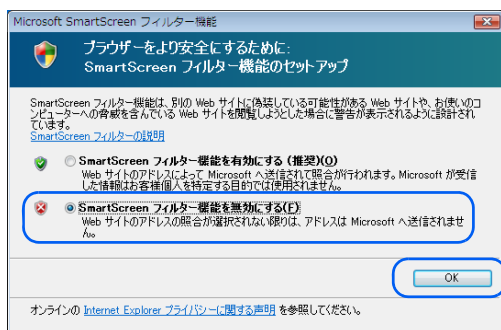 Microsoft SmartScreen フィルター機能
ブラウザーをより安全にするために:
SmartScreen フィルター機能のセットアップ
SmartScreen フィルター機能は、別の Web サイトに偽装している可能性がある Web サイトや、お使いのコ
ンピューターへの脅威を含んでいる Web サイトを閲覧しようとした場合に警告が表示されるように設計され
ています。
SmartScreen フィルターの説明
SmartScreen フィルター機能を有効にする (推奨)(O)
Web サイトのアドレスによって Microsoft へ送信されて照合が行われます。Microsoft が受信
した情報はお客様個人を特定する目的では使用されません。
SmartScreen フィルター機能を無効にする(F)
Web サイトのアドレスの照合が選択されない限りは、アドレスは Microsoft へ送信されませ
ん。
OK
オンラインの Internet Explorer プライバシーに関する声明 を参照してください。